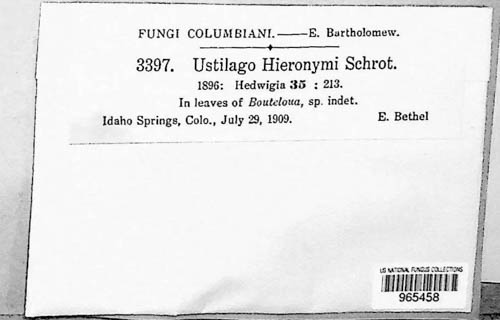 FUNGI COLUMBIANI.——E. Bartholomew.
3397. Ustilago Hieronymi Schrot.
1896: Hedwigia 35 : 213.
In leaves of Bouteloua, sp. indet.
Idaho Springs, Colo., July 29, 1909. E. Bethel
US NATIONAL FUNGUS COLLECTIONS
965458